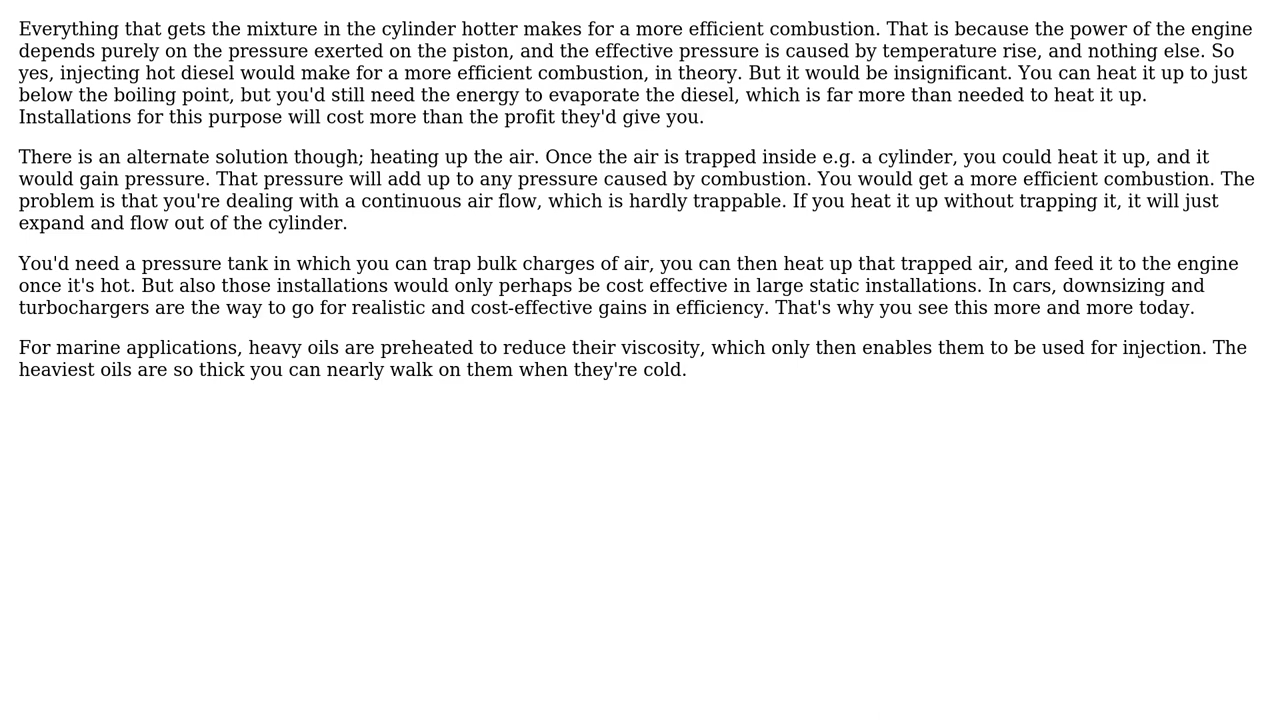 Everything that gets the mixture in the cylinder hotter makes for a more efficient combustion. That is because the power of the engine
depends purely on the pressure exerted on the piston, and the effective pressure is caused by temperature rise, and nothing else. So
yes, injecting hot diesel would make for a more efficient combustion, in theory. But it would be insignificant. You can heat it up to just
below the boiling point, but you'd still need the energy to evaporate the diesel, which is far more than needed to heat it up.
Installations for this purpose will cost more than the profit they'd give you.
There is an alternate solution though; heating up the air. Once the air is trapped inside e.g. a cylinder, you could heat it up, and it
would gain pressure. That pressure will add up to any pressure caused by combustion. You would get a more efficient combustion. The
problem is that you're dealing with a continuous air flow, which is hardly trappable. If you heat it up without trapping it, it will just
expand and flow out of the cylinder.
You'd need a pressure tank in which you can trap bulk charges of air, you can then heat up that trapped air, and feed it to the engine
once it's hot. But also those installations would only perhaps be cost effective in large static installations. In cars, downsizing and
turbochargers are the way to go for realistic and cost-effective gains in efficiency. That's why you see this more and more today.
For marine applications, heavy oils are preheated to reduce their viscosity, which only then enables them to be used for injection. The
heaviest oils are so thick you can nearly walk on them when they're cold.